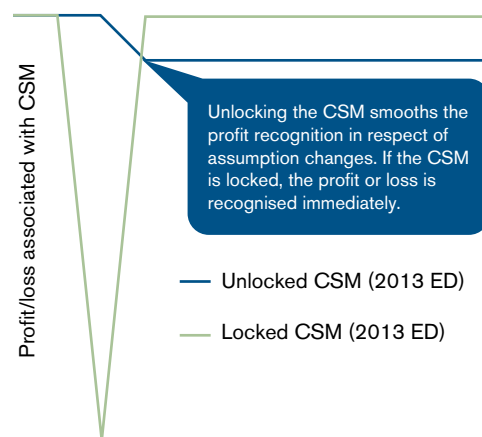 Profit/loss associated with CSM
Unlocking the CSM smooths the
profit recognition in respect of
assumption changes. If the CSM
is locked, the profit or loss is
recognised immediately.
Unlocked CSM (2013 ED)
Locked CSM (2013 ED)